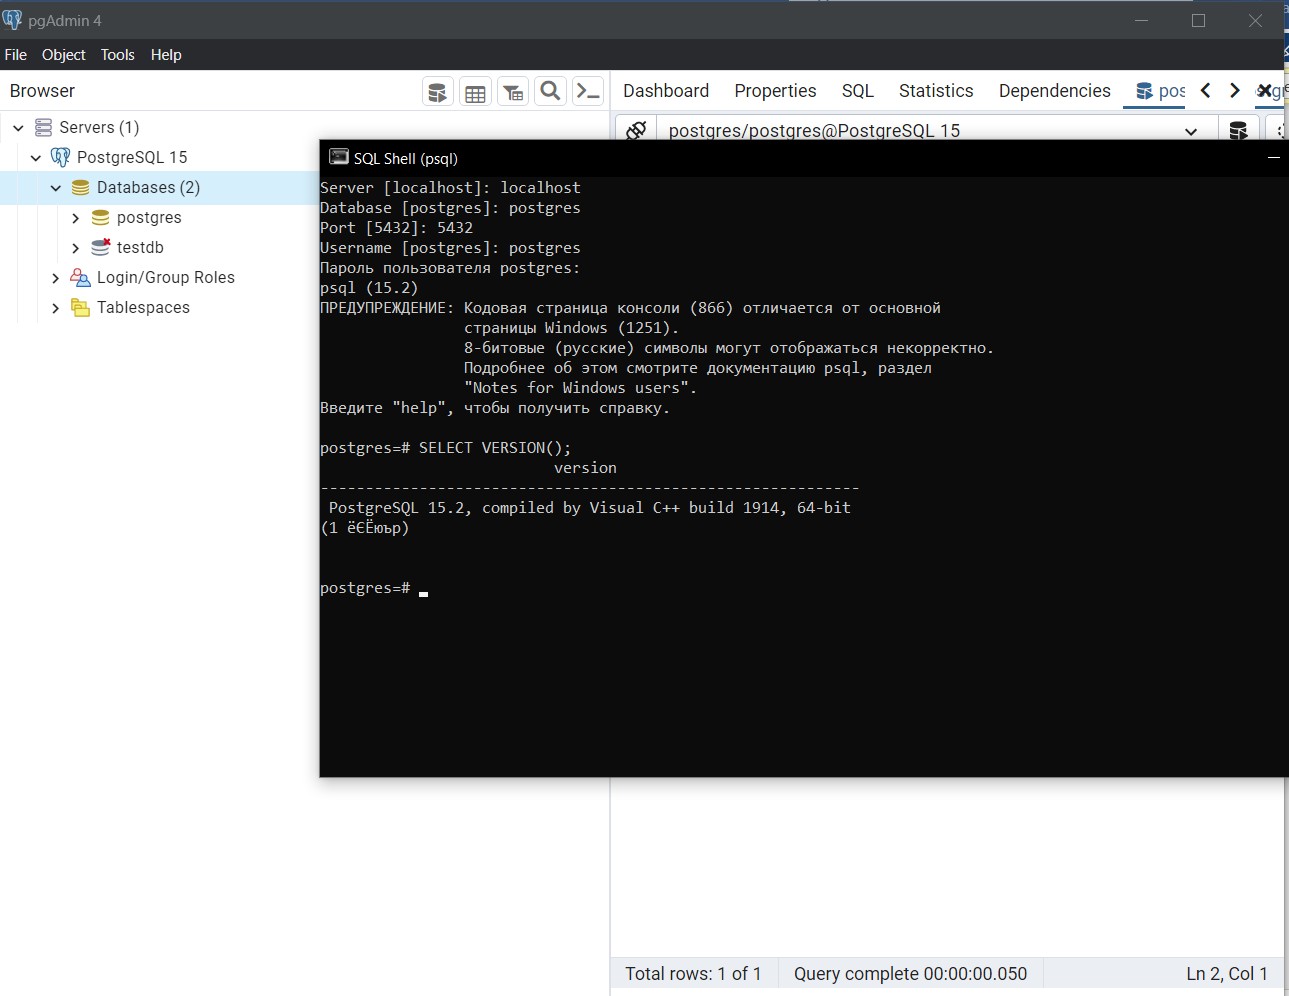 pgAdmin 4
File Object Tools Help
Browser
Dashboard Properties SQL Statistics Dependencies pos
Servers (1)
PostgreSQL 15
Databases (2)
postgres
testdb
Login/Group Roles
Tablespaces
postgres/postgres@PostgreSQL 15
SQL Shell (psql)
Server [localhost]: localhost
Database [postgres]: postgres
Port [5432]: 5432
Username [postgres]: postgres
Пароль пользователя postgres:
psql (15.2)
ПРЕДУПРЕЖДЕНИЕ: Кодовая страница консоли (866) отличается от основной
страницы Windows (1251).
8-битовые (русские) символы могут отображаться некорректно.
Подробнее об этом смотрите документацию psql, раздел
"Notes for Windows users".
Введите "help", чтобы получить справку.
postgres=# SELECT VERSION();
version
------------------------------------------------------------
PostgreSQL 15.2, compiled by Visual C++ build 1914, 64-bit
(1 ёЄЁюър)
postgres=#
Total rows: 1 of 1 Query complete 00:00:00.050 Ln 2, Col 1